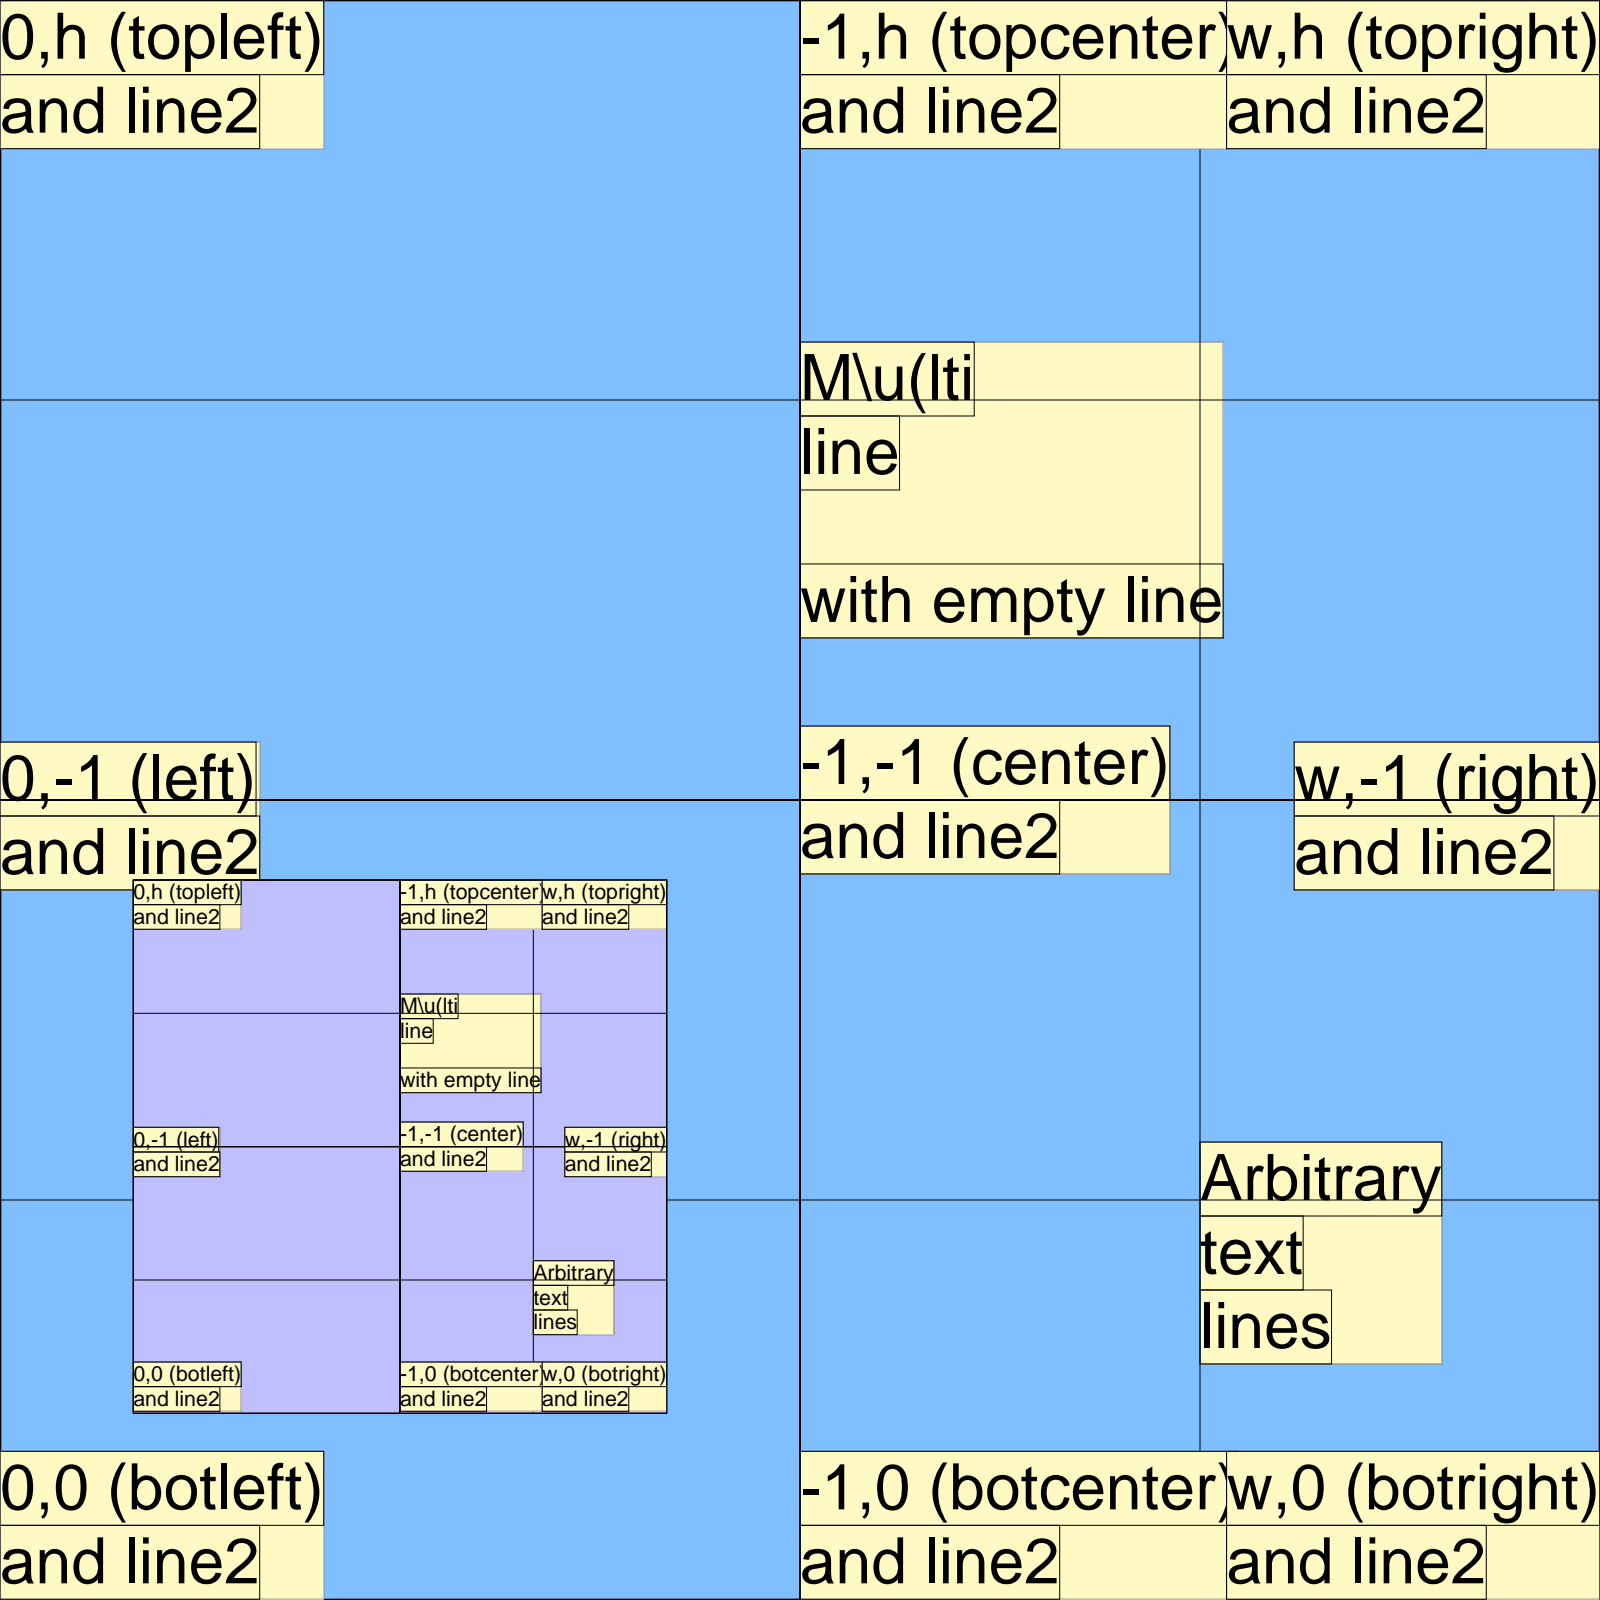 0,h (topleft)
and line2
-1,h (topcenter)
and line2
w,h (topright)
and line2
M\u(lti
line
with empty line
0,-1 (left)
and line2
-1,-1 (center)
and line2
w,-1 (right)
and line2
0,h (topleft)
and line2
-1,h (topcenter)
and line2
w,h (topright)
and line2
M\u(lti
line
with empty line
0,-1 (left)
and line2
-1,-1 (center)
and line2
w,-1 (right)
and line2
Arbitrary
text
lines
0,0 (botleft)
and line2
-1,0 (botcenter)
and line2
w,0 (botright)
and line2
Arbitrary
text
lines
0,0 (botleft)
and line2
-1,0 (botcenter)
and line2
w,0 (botright)
and line2